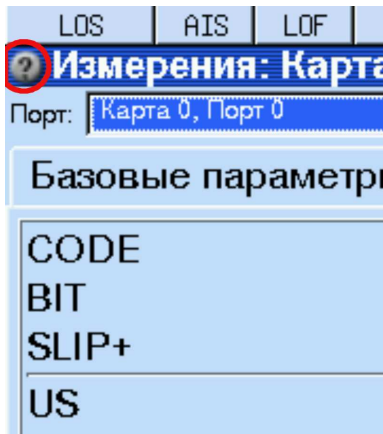 LOS AIS LOF
? Измерения: Карта
Порт: Карта 0, Порт 0
Базовые параметры
CODE
BIT
SLIP+
US